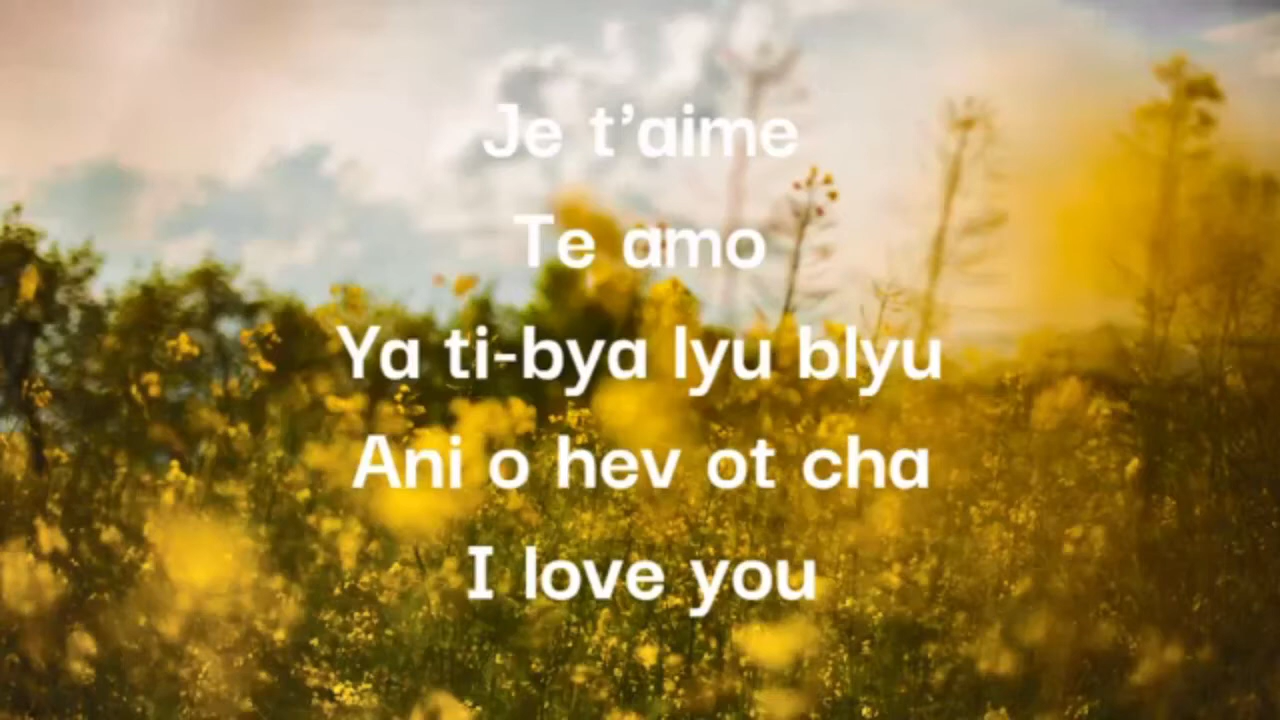 Je t’aime
Te amo
Ya ti-bya lyu blyu
Ani o hev ot cha
I love you